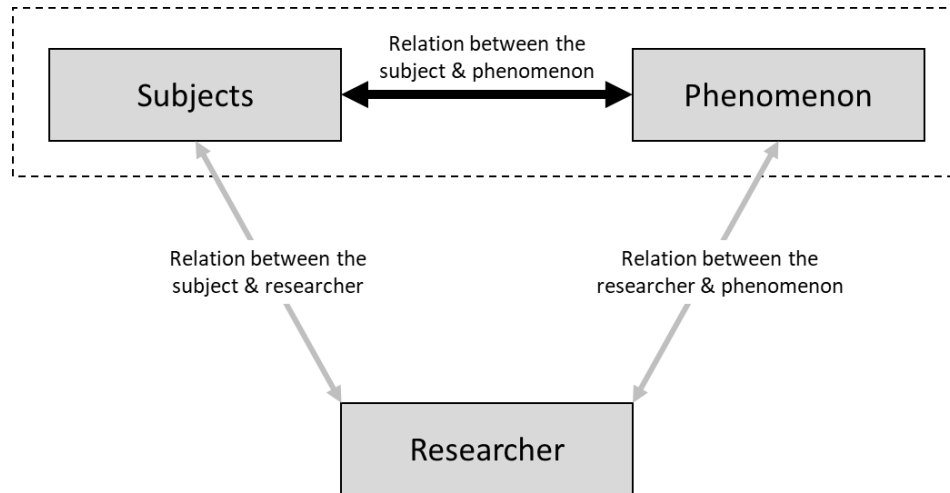 Relation between the
subject & phenomenon
Subjects
Phenomenon
Relation between the
subject & researcher
Relation between the
researcher & phenomenon
Researcher